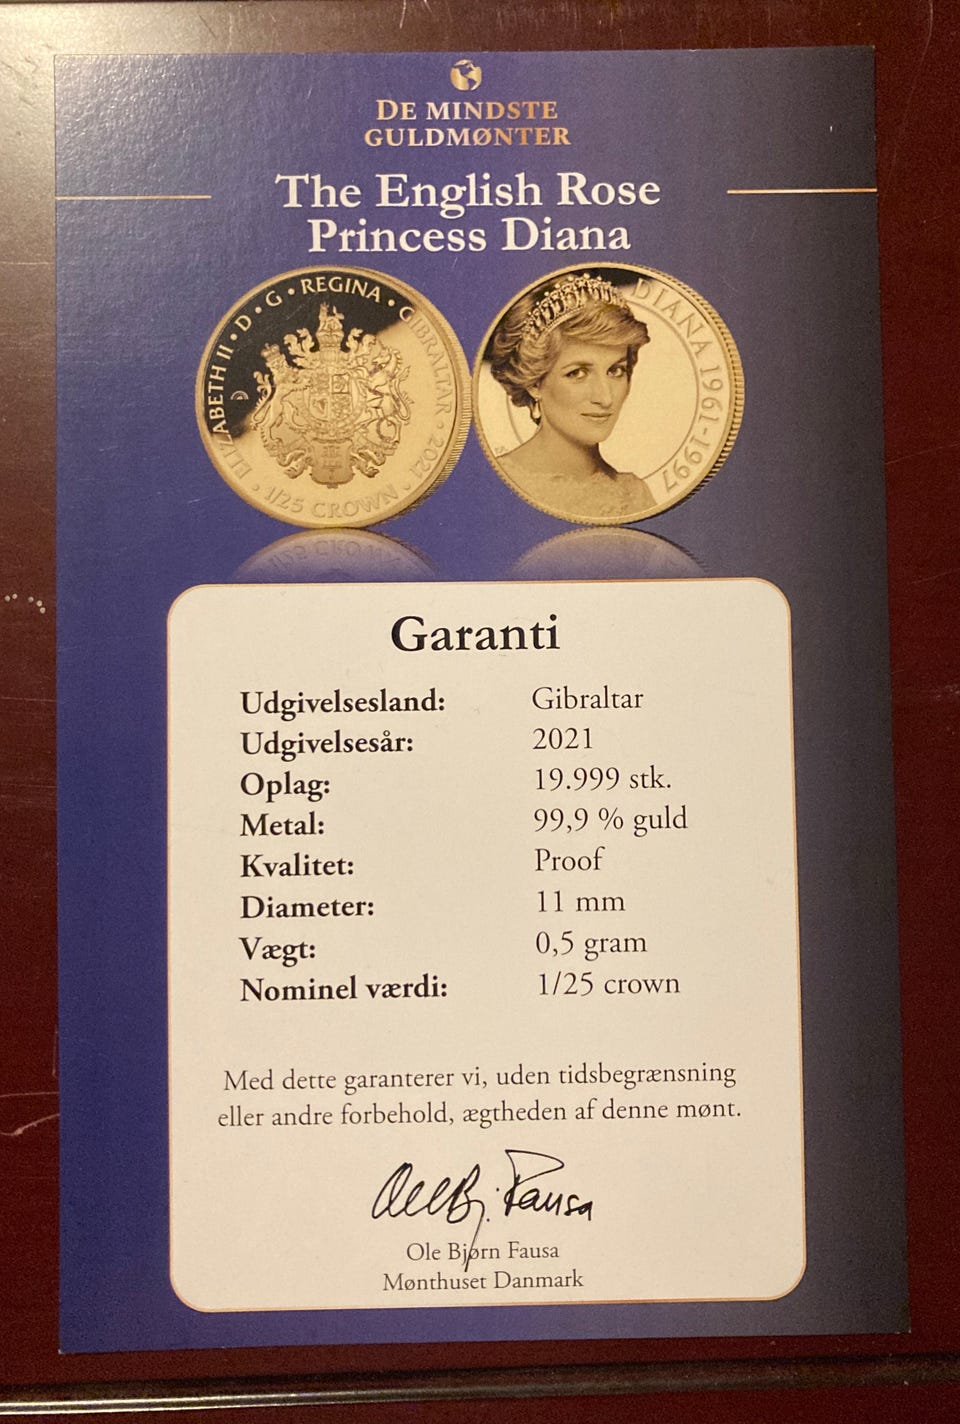 DE MINDSTE
GULDMØNTER
The English Rose
Princess Diana
ELIZABETH II • D • G • REGINA • GIBRALTAR • 2021 • 1/25 CROWN •
DIANA 1961-1997
Garanti
Udgivelsesland: Gibraltar
Udgivelsesår: 2021
Oplag: 19.999 stk.
Metal: 99,9 % guld
Kvalitet: Proof
Diameter: 11 mm
Vægt: 0,5 gram
Nominel værdi: 1/25 crown
Med dette garanterer vi, uden tidsbegrænsning
eller andre forbehold, ægtheden af denne mønt.
Ole Bj. Fausa
Ole Bjørn Fausa
Mønthuset Danmark